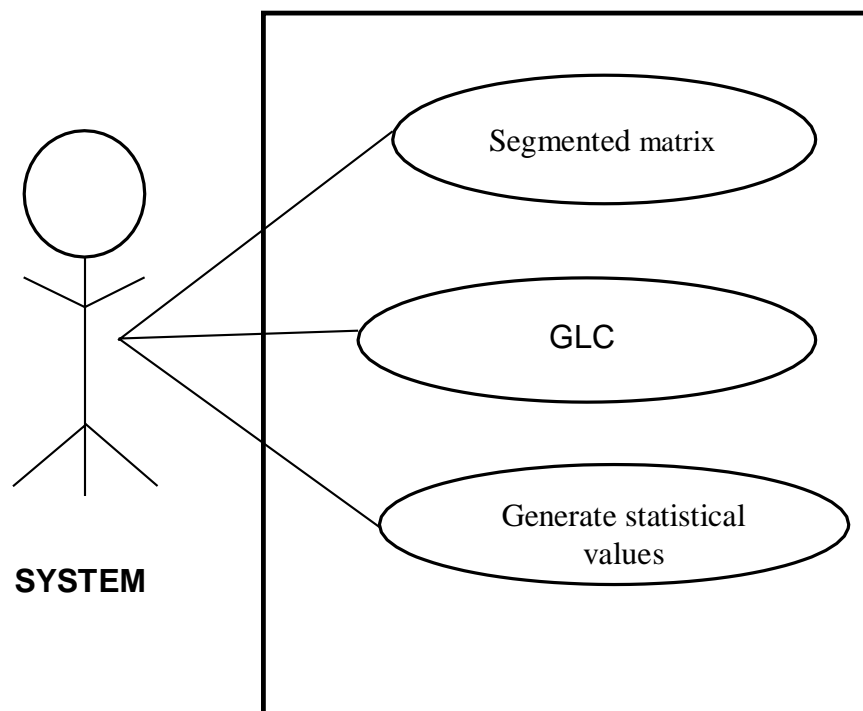 Segmented matrix
GLC
Generate statistical
values
SYSTEM